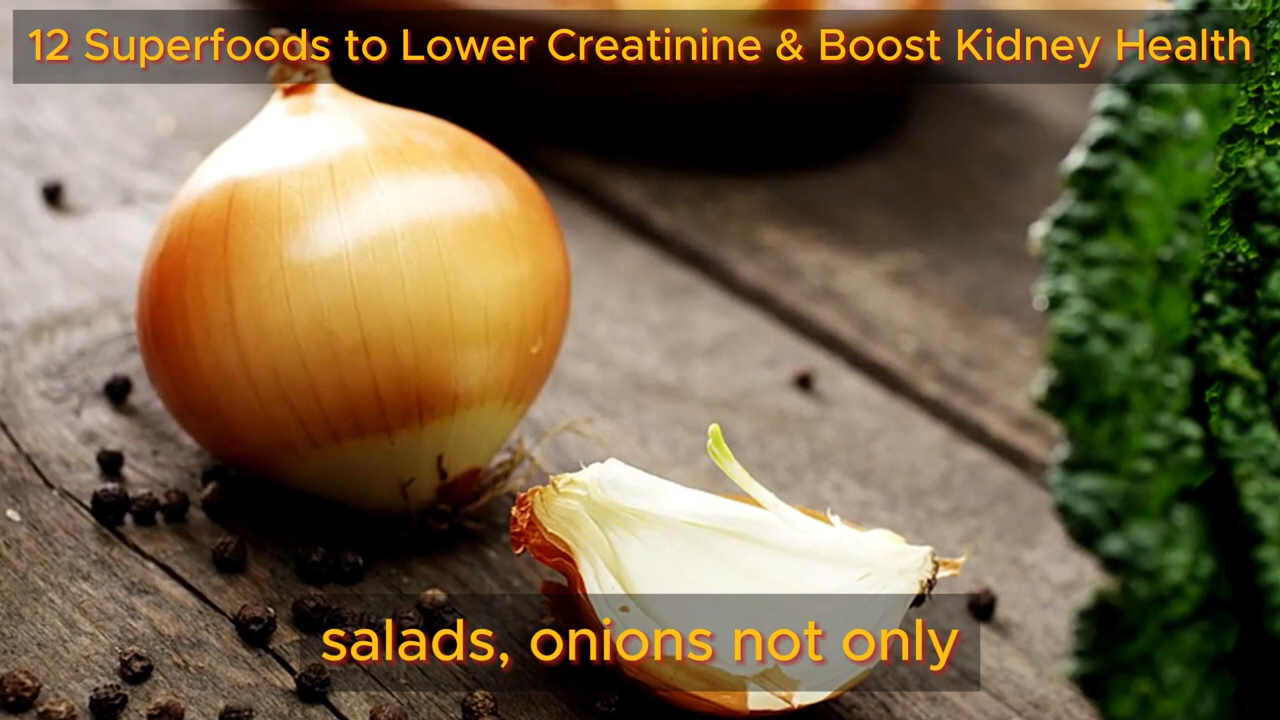 12 Superfoods to Lower Creatinine & Boost Kidney Health
salads, onions not only